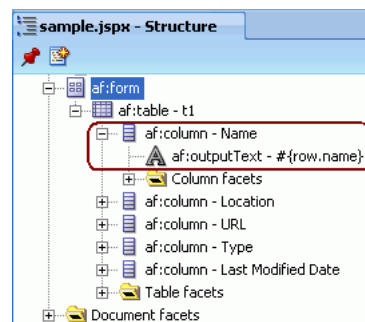 sample.jspx - Structure
af:form
af:table - t1
af:column - Name
af:outputText - #{row.name}
Column facets
af:column - Location
af:column - URL
af:column - Type
af:column - Last Modified Date
Table facets
Document facets